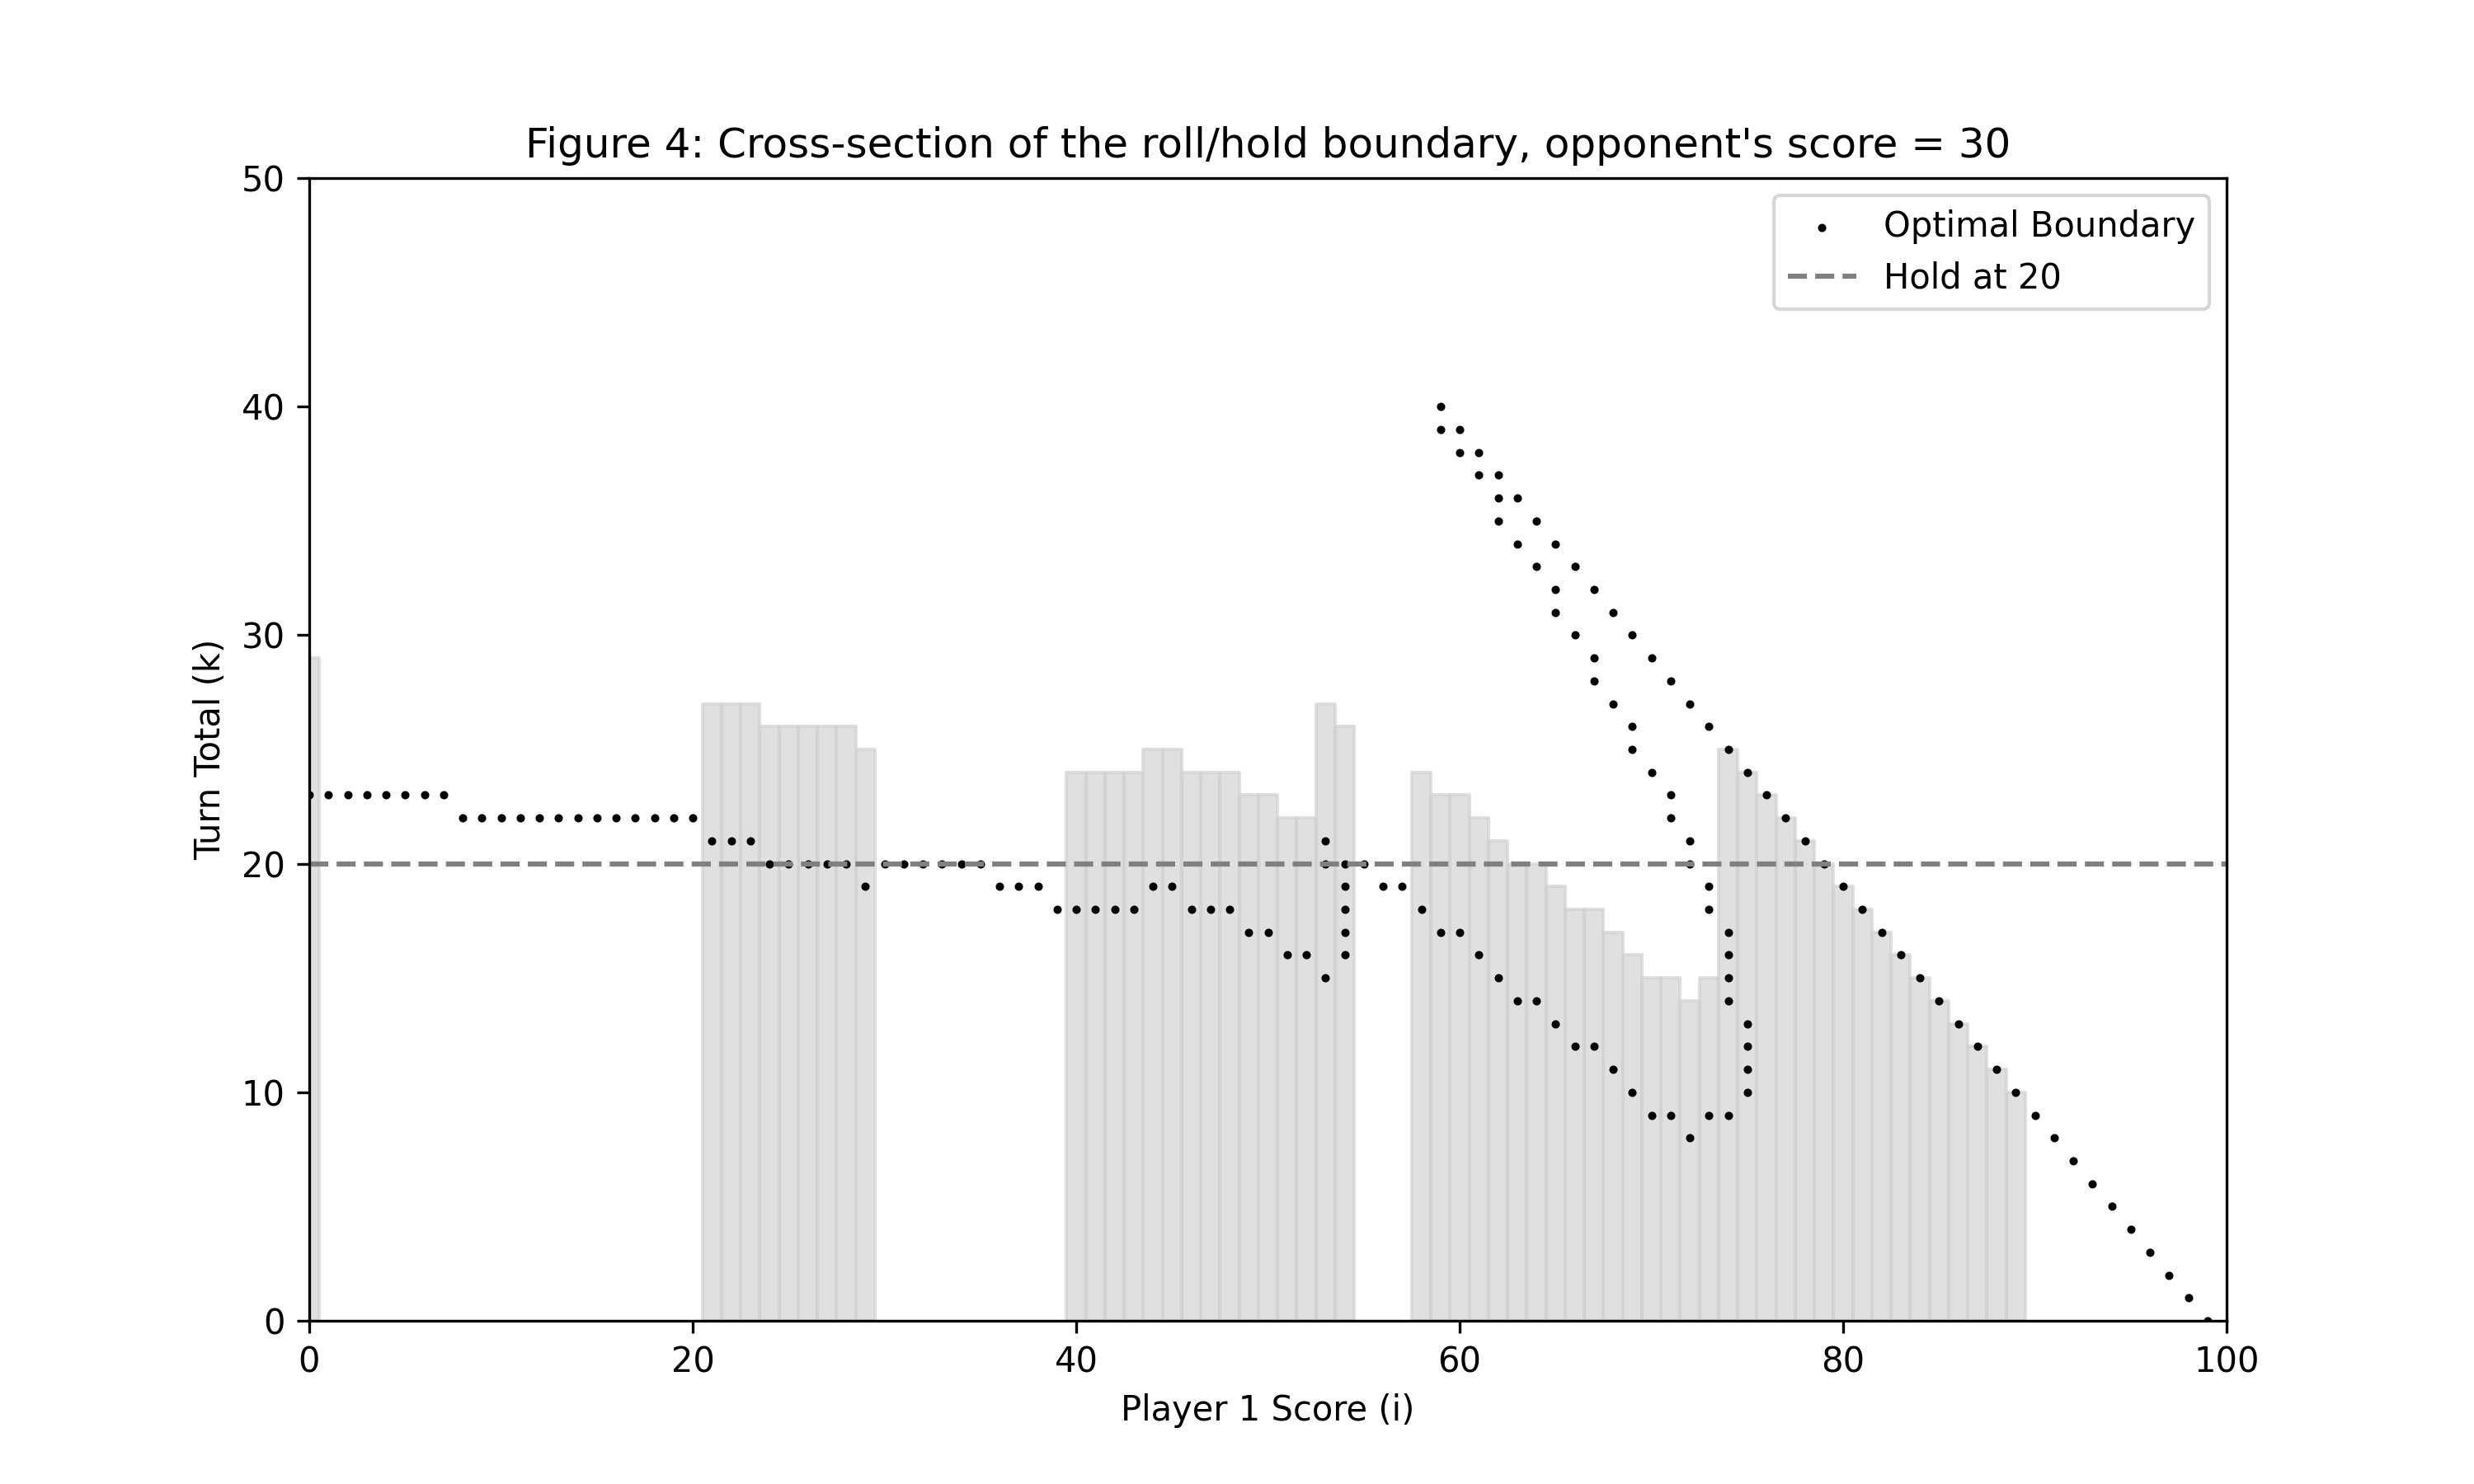 Figure 4: Cross-section of the roll/hold boundary, opponent's score = 30
50
40
30
20
10
0
Turn Total (k)
Optimal Boundary
Hold at 20
0 20 40 60 80 100
Player 1 Score (i)